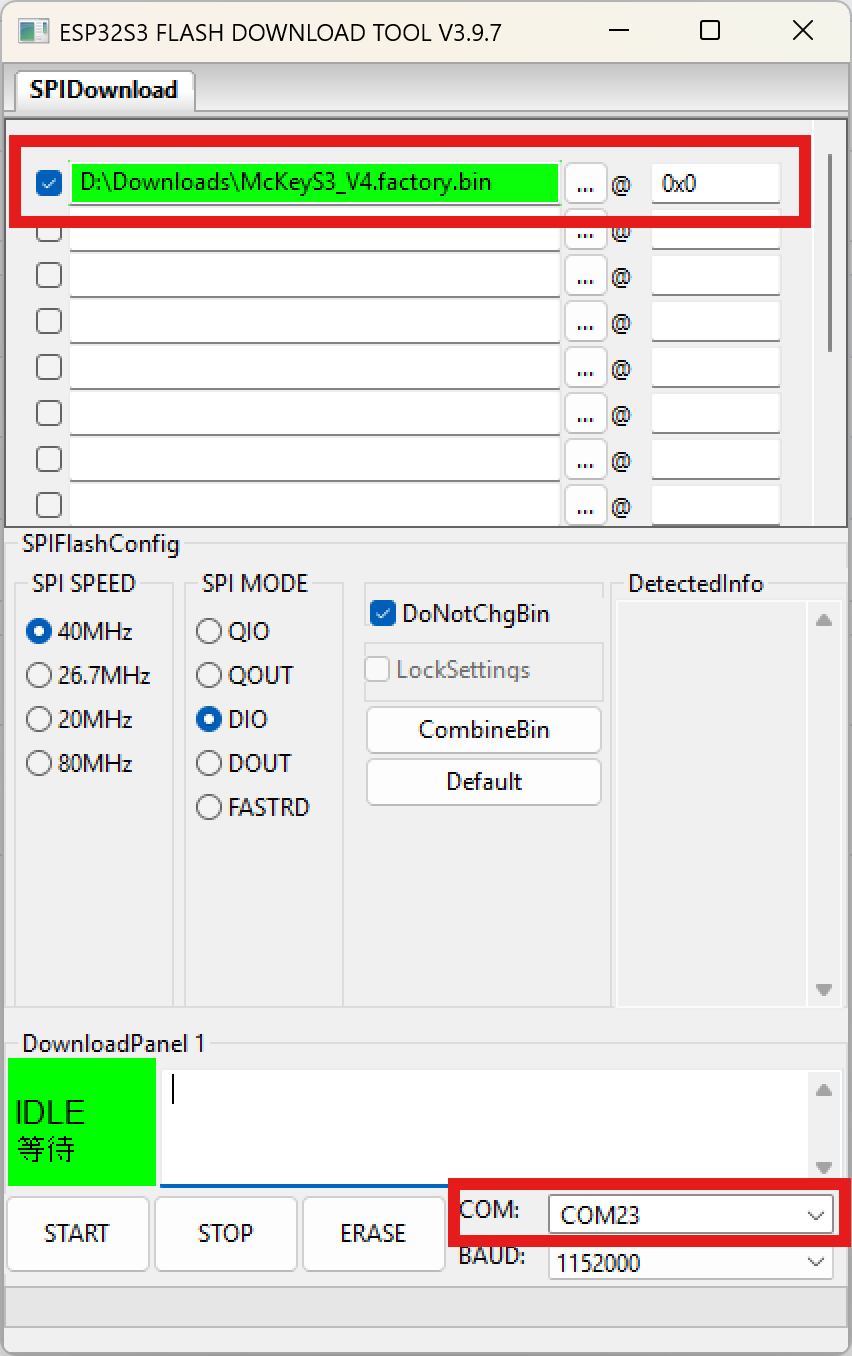 ESP32S3 FLASH DOWNLOAD TOOL V3.9.7
SPIDownload
D:\Downloads\McKeyS3_V4.factory.bin ... @ 0x0
... @
... @
... @
... @
... @
... @
... @
SPIFlashConfig
SPI SPEED
40MHz
26.7MHz
20MHz
80MHz
SPI MODE
QIO
QOUT
DIO
DOUT
FASTRD
DoNotChgBin
LockSettings
CombineBin
Default
DetectedInfo
DownloadPanel 1
IDLE
等待
START STOP ERASE
COM: COM23
BAUD: 1152000